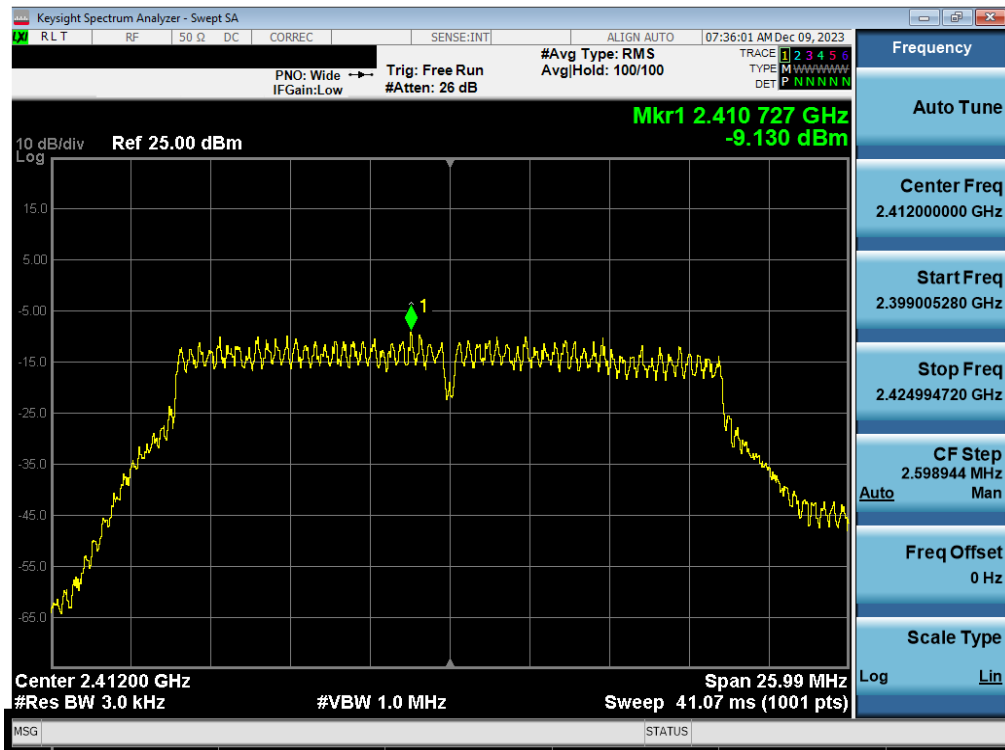 Keysight Spectrum Analyzer - Swept SA
LXI RLT RF 50 Ω DC CORREC SENSE:INT ALIGN AUTO 07:36:01 AM Dec 09, 2023
PNO: Wide
IFGain:Low
Trig: Free Run
#Atten: 26 dB
#Avg Type: RMS
Avg|Hold: 100/100
TRACE 1 2 3 4 5 6
TYPE M WWWWW
DET P N N N N N
Mkr1 2.410 727 GHz
-9.130 dBm
10 dB/div Ref 25.00 dBm
Log
15.0
5.00
-5.00
-15.0
-25.0
-35.0
-45.0
-55.0
-65.0
1
Center 2.41200 GHz Span 25.99 MHz
#Res BW 3.0 kHz #VBW 1.0 MHz Sweep 41.07 ms (1001 pts)
MSG STATUS
Frequency
Auto Tune
Center Freq
2.412000000 GHz
Start Freq
2.399005280 GHz
Stop Freq
2.424994720 GHz
CF Step
2.598944 MHz
Auto Man
Freq Offset
0 Hz
Scale Type
Log Lin